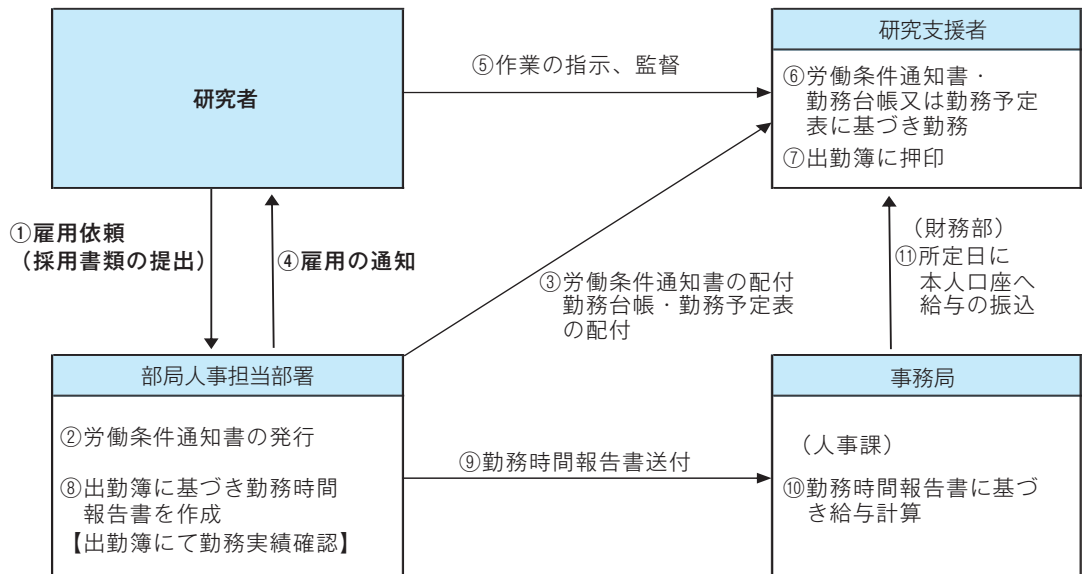 研究者
⑤作業の指示、監督
研究支援者
⑥労働条件通知書・
勤務台帳又は勤務予定
表に基づき勤務
⑦出勤簿に押印
①雇用依頼
（採用書類の提出）
④雇用の通知
③労働条件通知書の配付
勤務台帳・勤務予定表
の配付
（財務部）
⑪所定日に
本人口座へ
給与の振込
部局人事担当部署
②労働条件通知書の発行
⑧出勤簿に基づき勤務時間
報告書を作成
【出勤簿にて勤務実績確認】
⑨勤務時間報告書送付
事務局
（人事課）
⑩勤務時間報告書に基づ
き給与計算